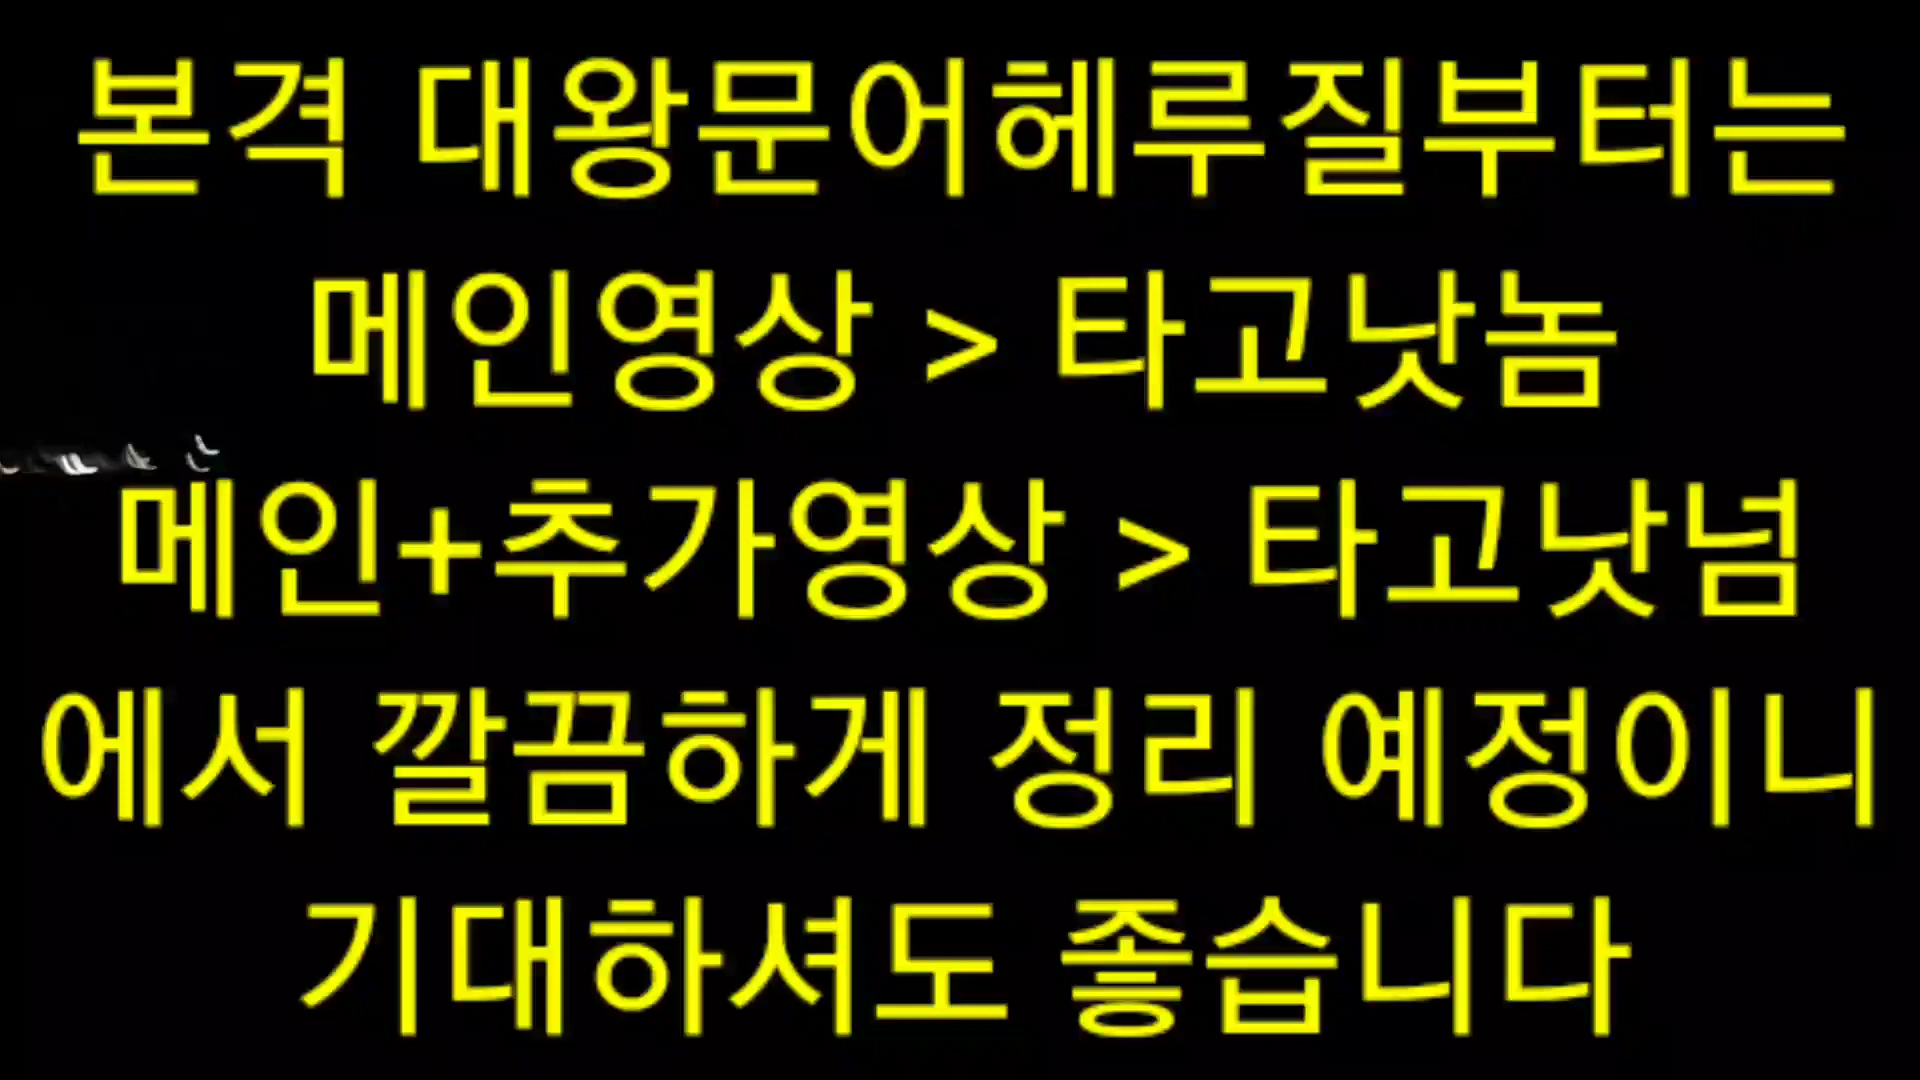 본격 대왕문어헤루질부터는
메인영상 > 타고낫놈
메인+추가영상 > 타고낫넘
에서 깔끔하게 정리 예정이니
기대하셔도 좋습니다